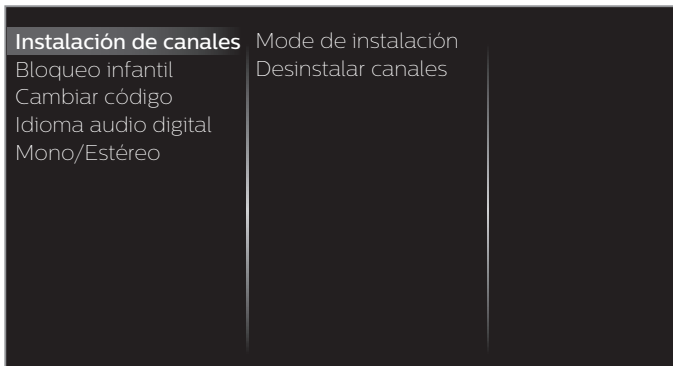 Instalación de canales
Bloqueo infantil
Cambiar código
Idioma audio digital
Mono/Estéreo
Mode de instalación
Desinstalar canales